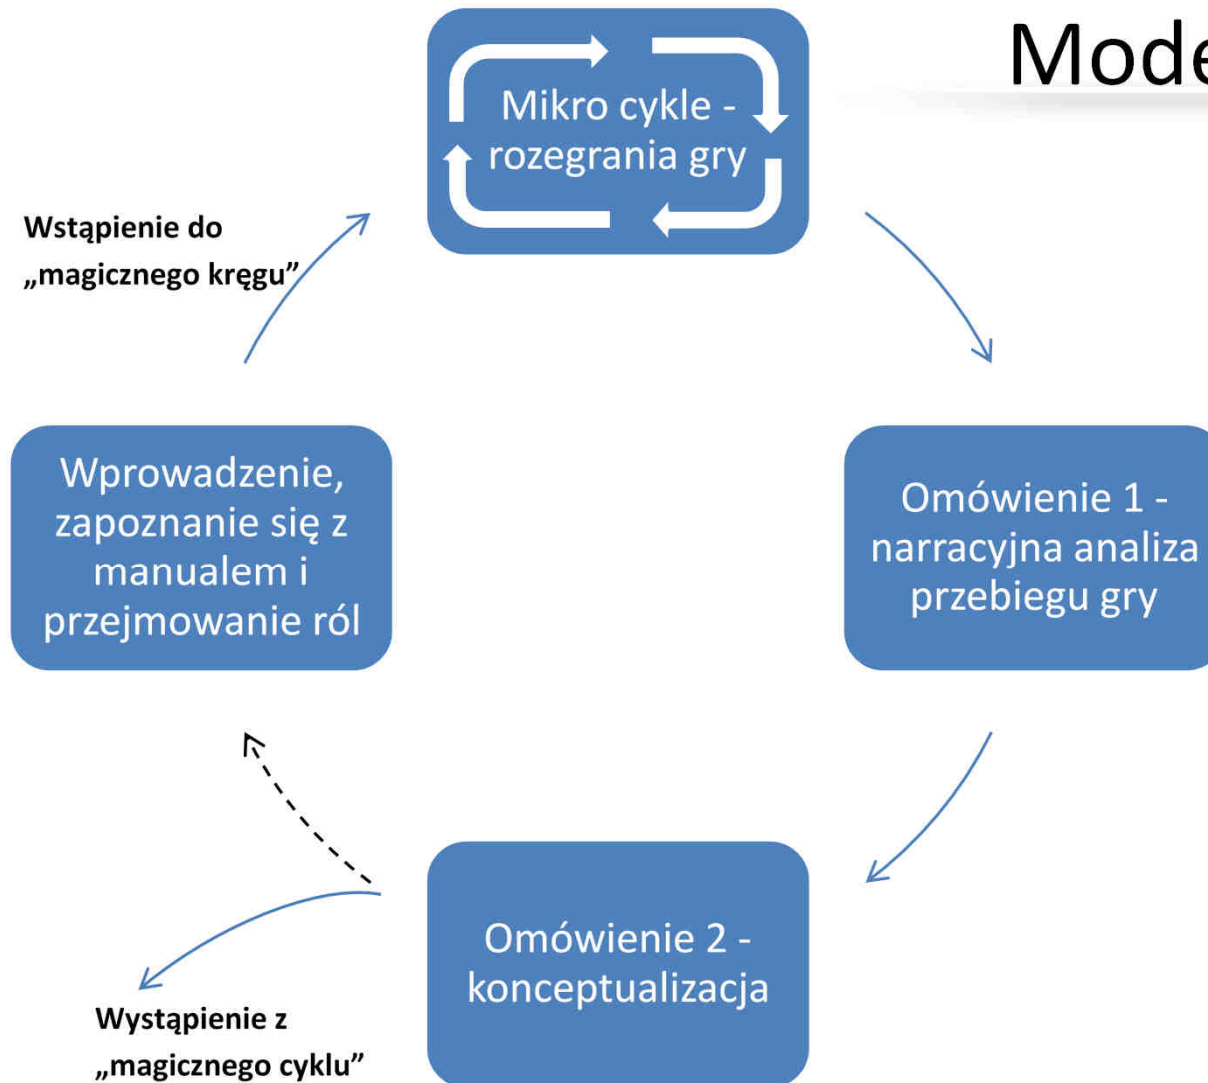 Mode
Mikro cykle -
rozegrania gry
Wstąpienie do
„magicznego kręgu”
Wprowadzenie,
zapoznanie się z
manualem i
przejmowanie ról
Omówienie 1 -
narracyjna analiza
przebiegu gry
Omówienie 2 -
konceptualizacja
Wystąpienie z
„magicznego cyklu”